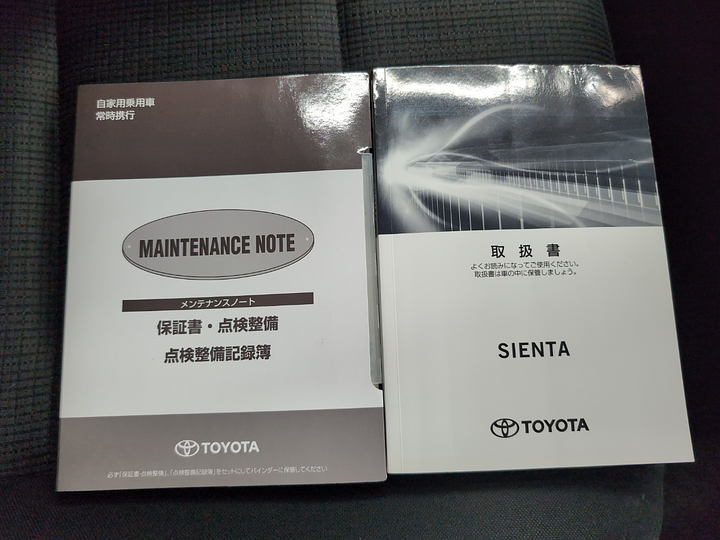 自家用乗用車
常時携行
MAINTENANCE NOTE
メンテナンスノート
保証書・点検整備
点検整備記録簿
TOYOTA
必ず「保証書・点検整備」、「点検整備記録簿」をセットにしてバインダーに保管してください
取扱書
よくお読みになってご使用ください。
取扱書は車の中に保管しましょう。
SIENTA
TOYOTA